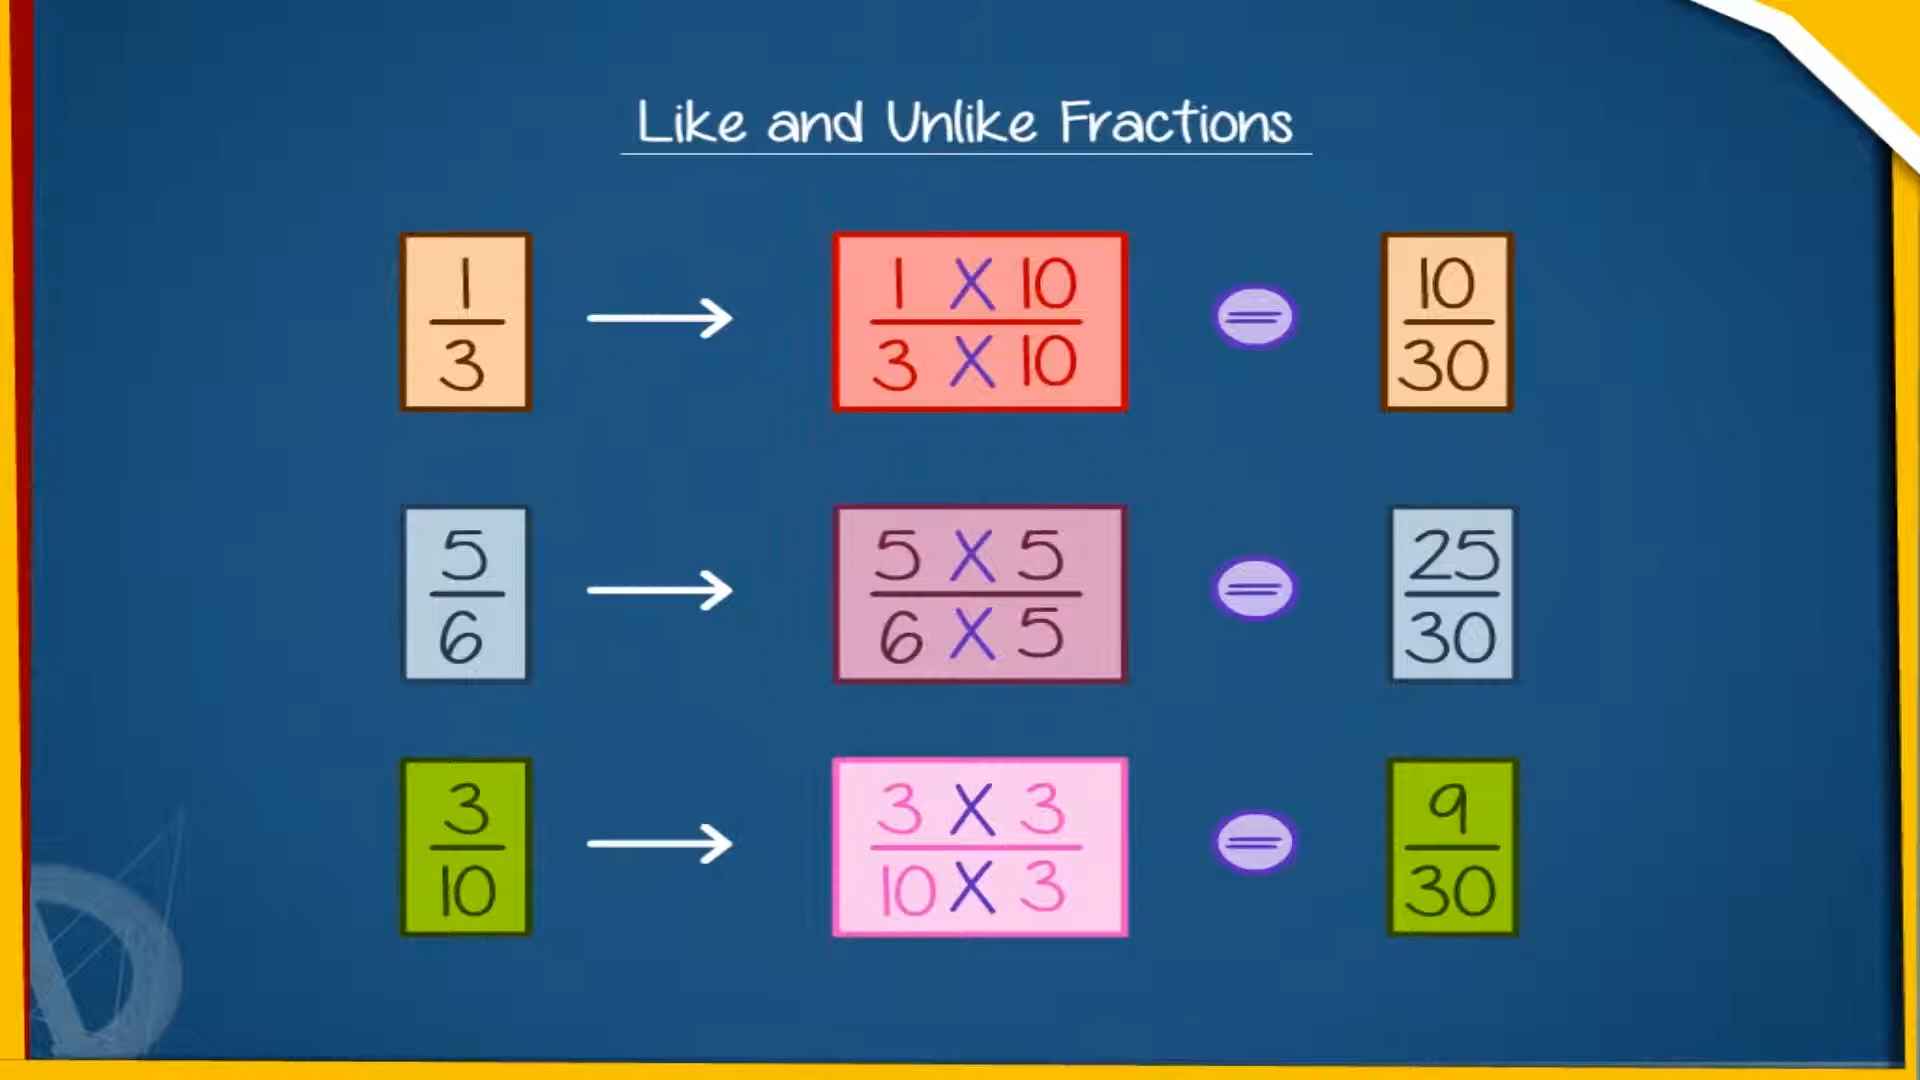 Like and Unlike Fractions
1/3 → 1 X 10/3 X 10 = 10/30
5/6 → 5 X 5/6 X 5 = 25/30
3/10 → 3 X 3/10 X 3 = 9/30